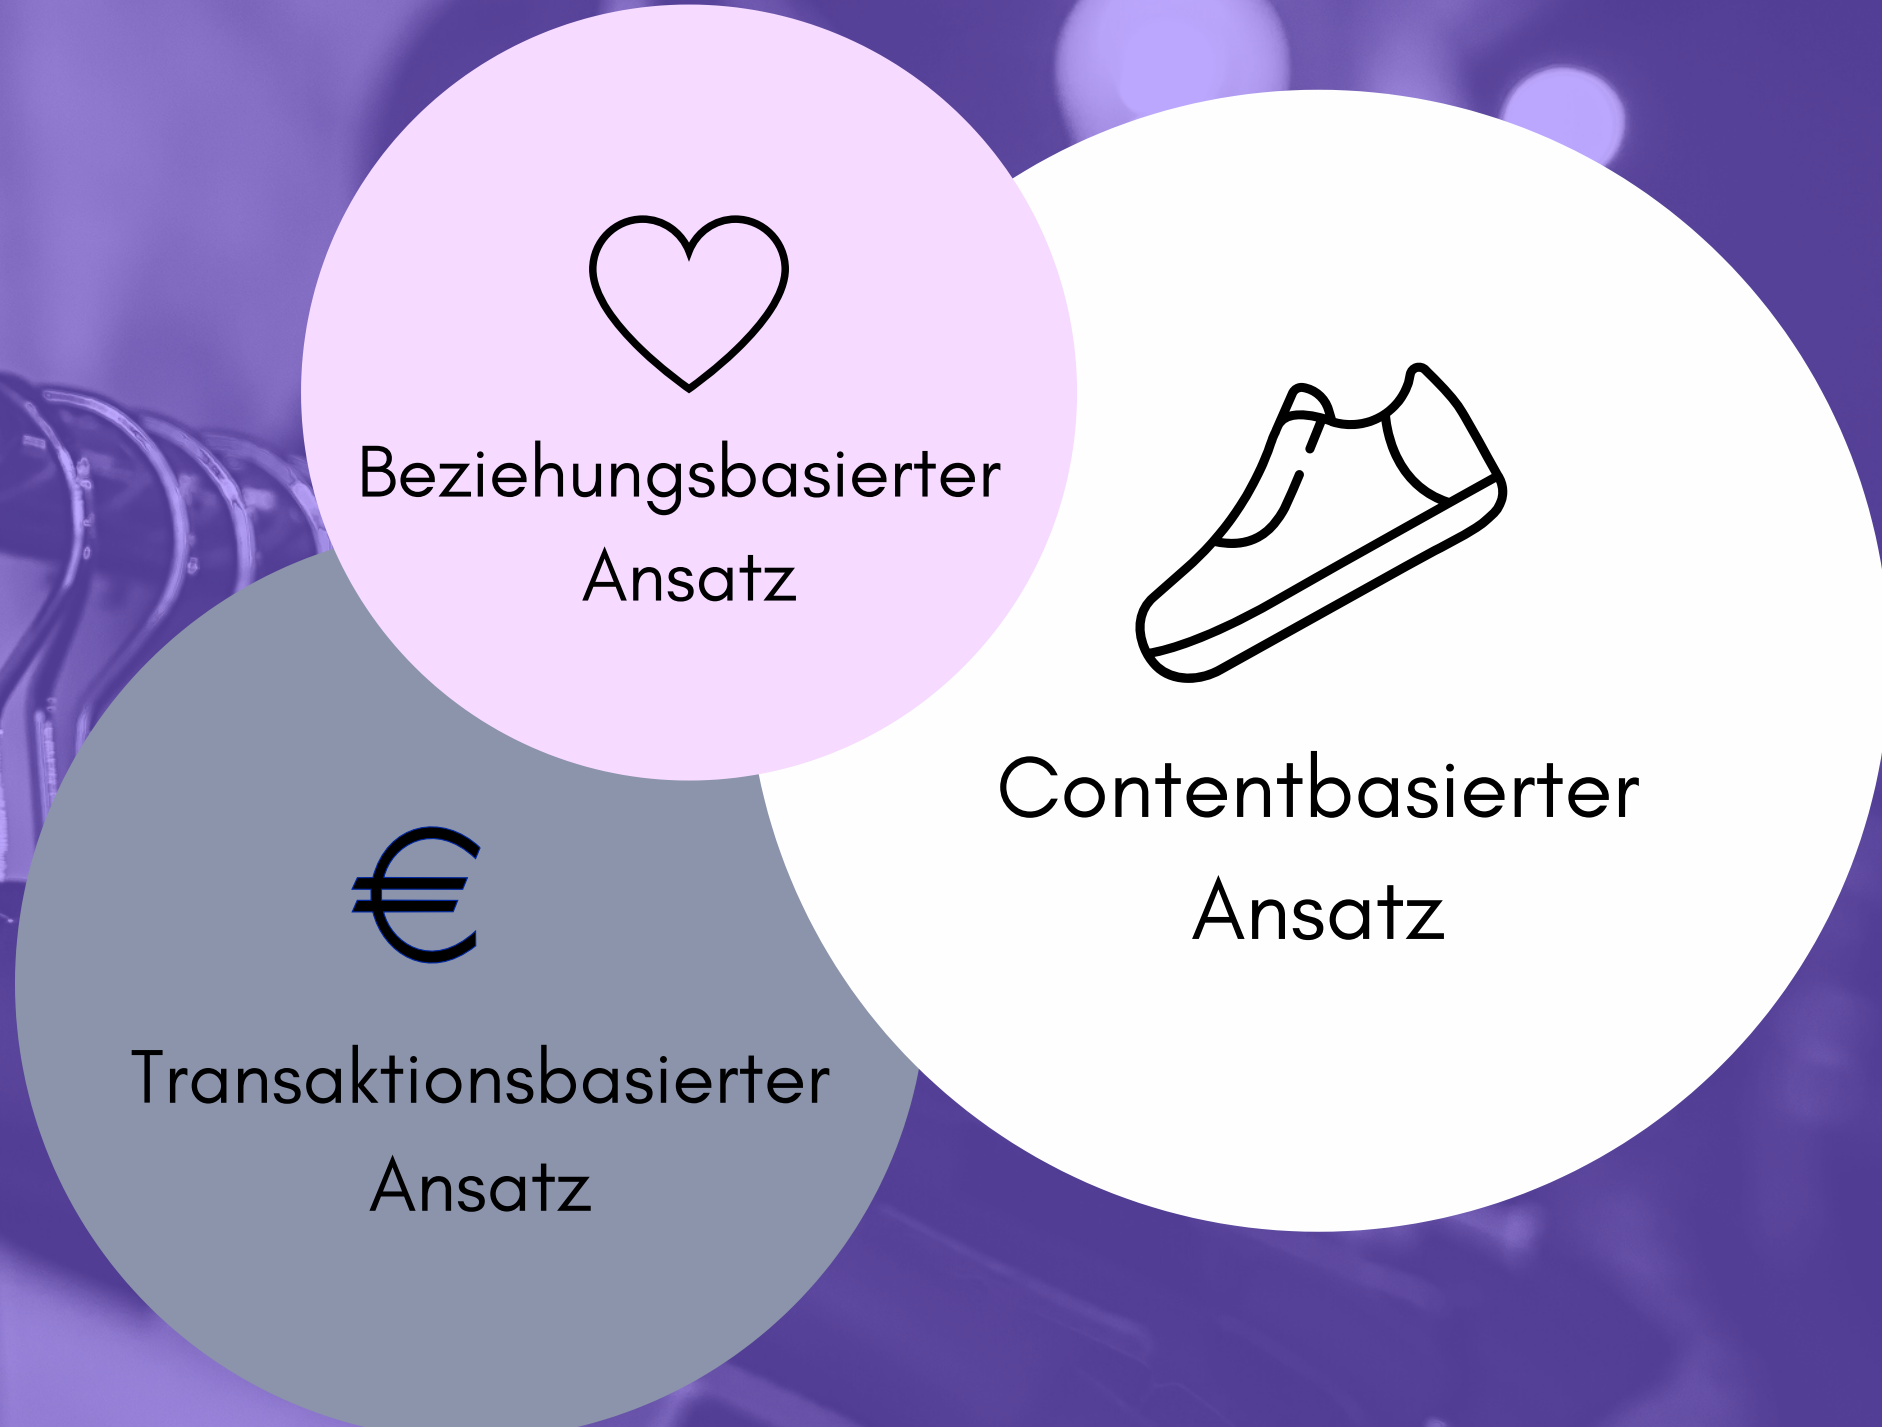 Beziehungsbasierter
Ansatz
Contentbasierter
Ansatz
€
Transaktionsbasierter
Ansatz